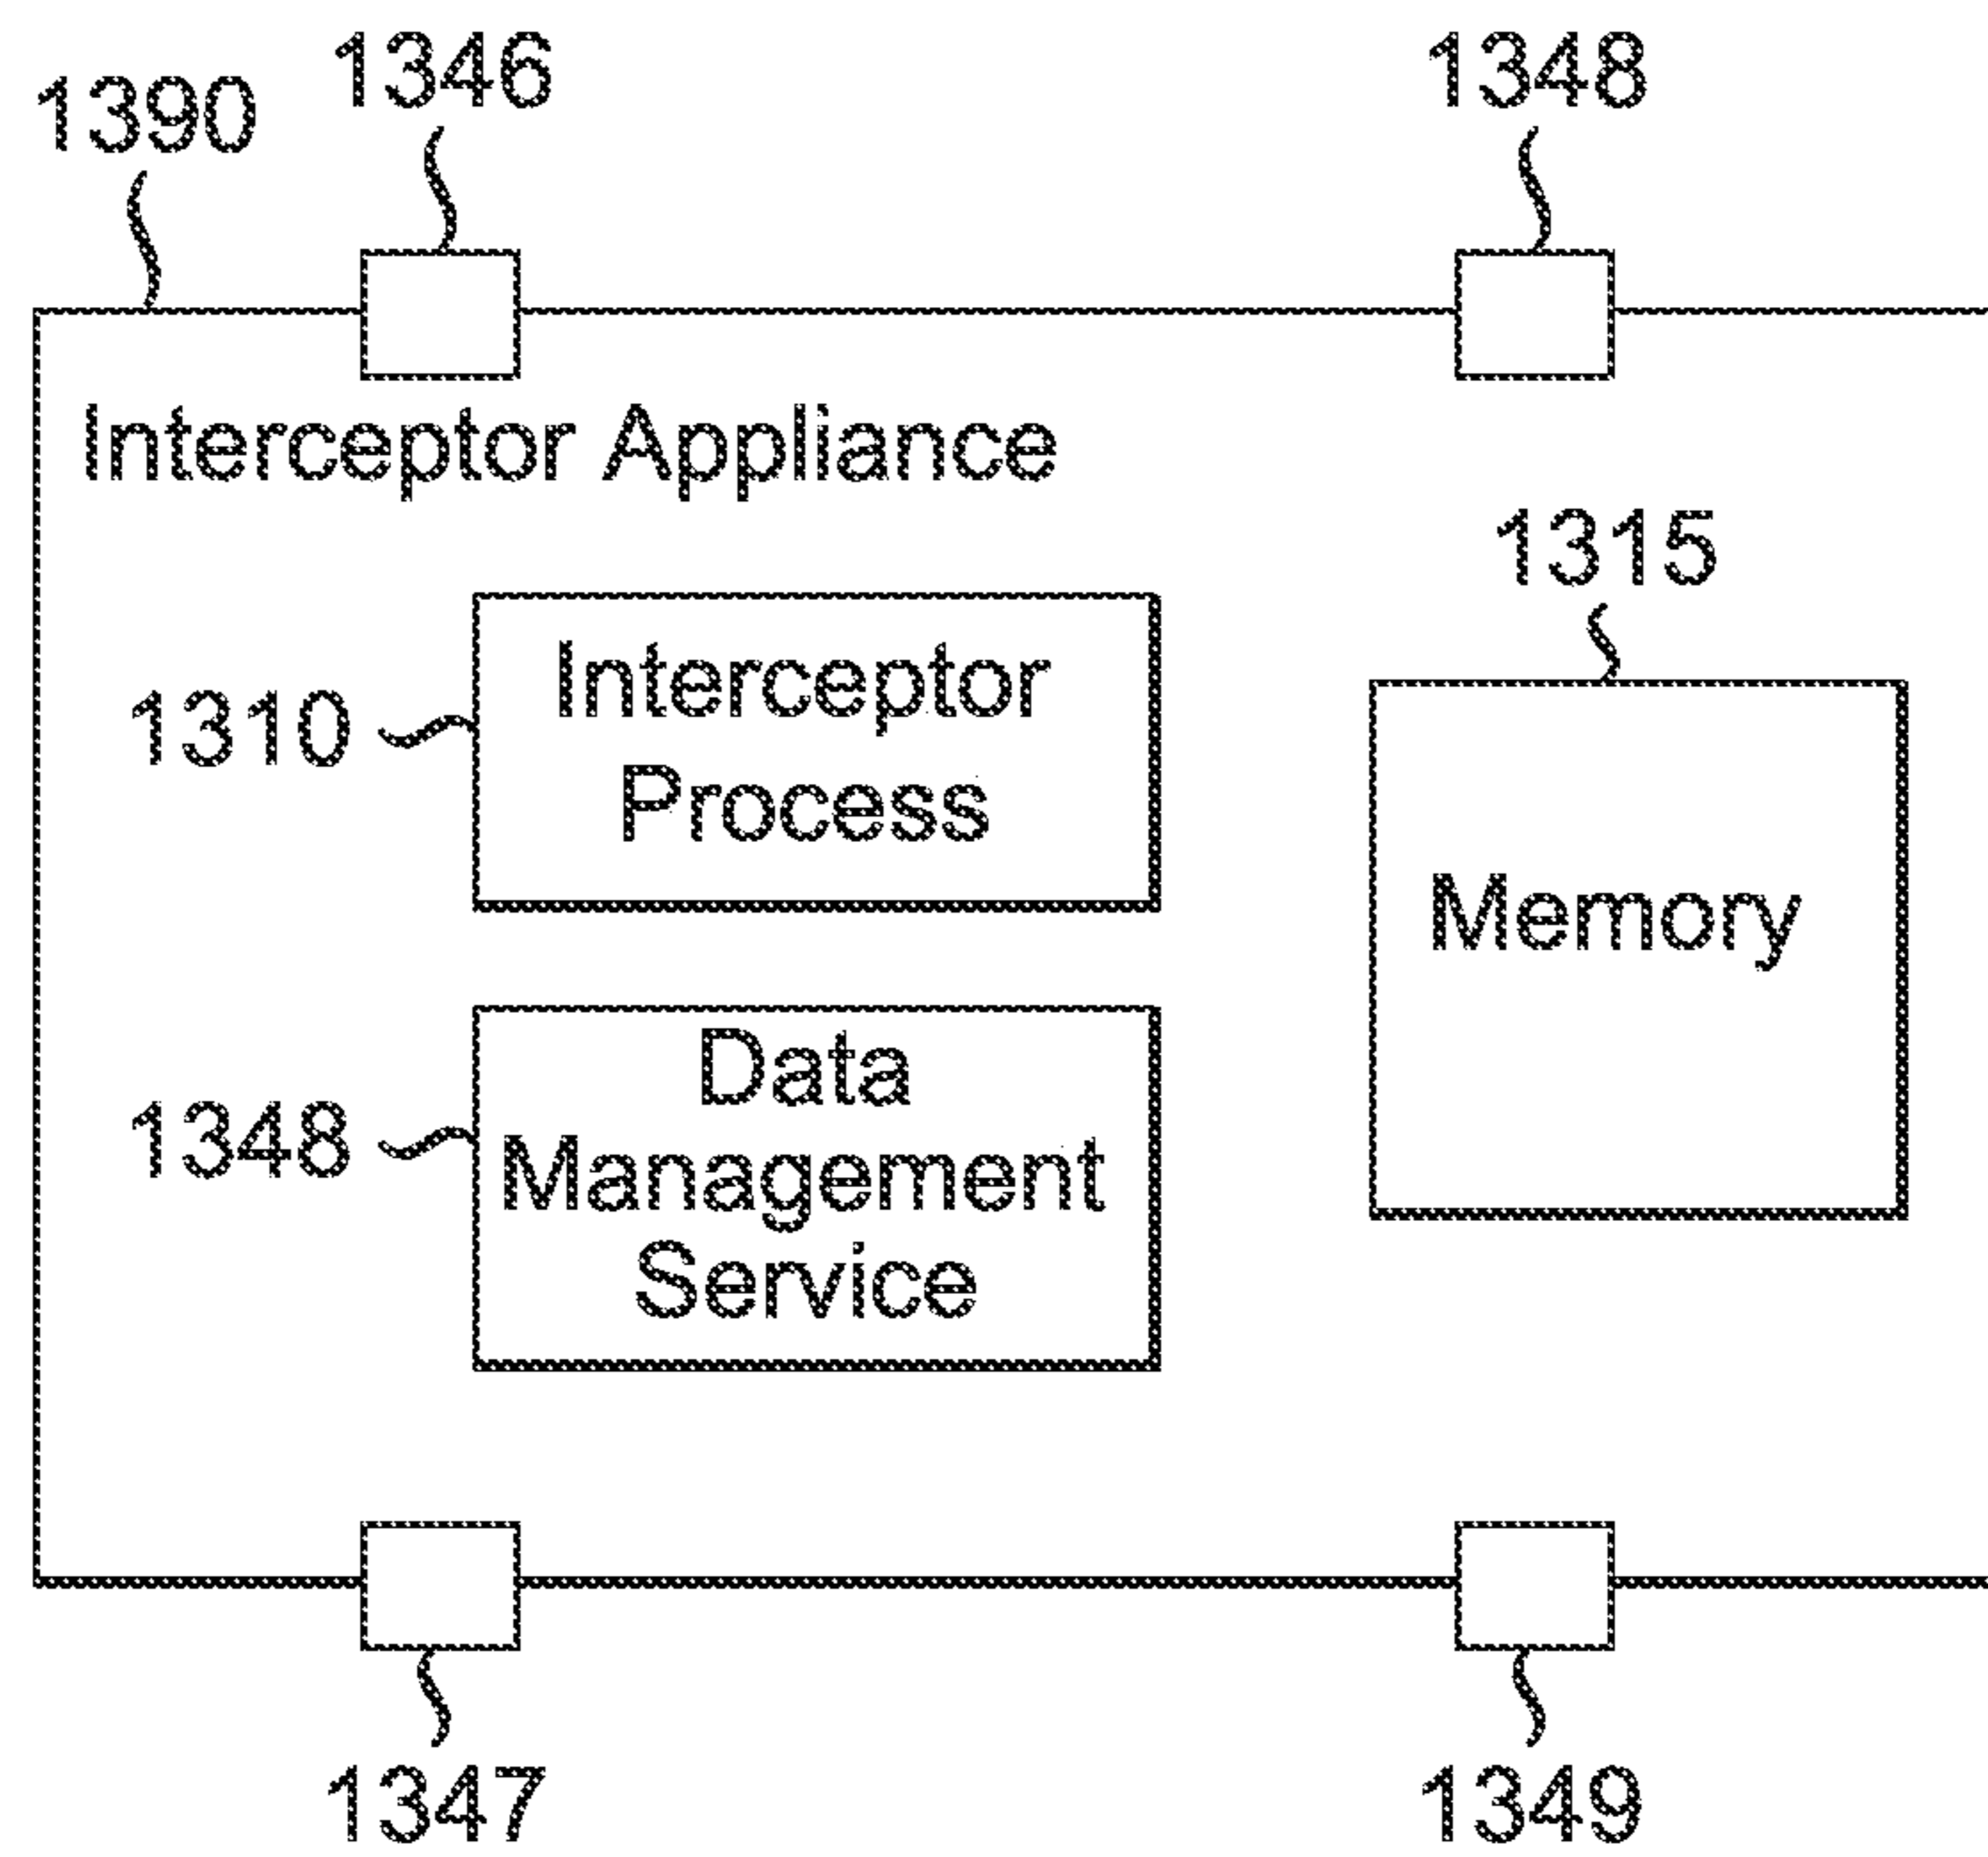 1390
1346
1348
Interceptor Appliance
1315
1310
Interceptor
Process
Memory
1348
Data
Management
Service
1347
1349